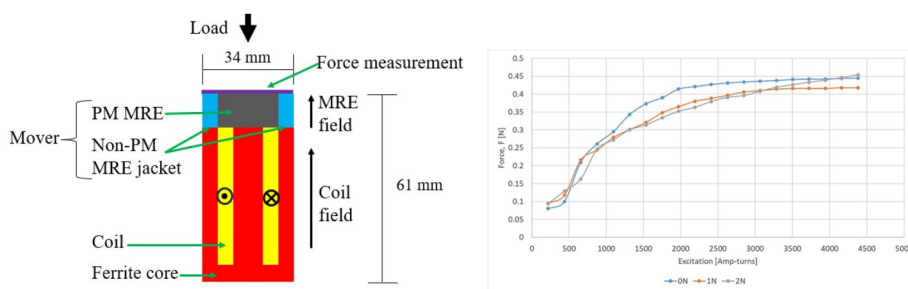 Load
34 mm
Force measurement
PM MRE
MRE
field
Mover
Non-PM
MRE jacket
61 mm
Coil
field
Coil
Ferrite core
0.5
0.45
0.4
0.35
0.3
0.25
0.2
0.15
0.1
0.05
0
Force, F [N]
0 500 1000 1500 2000 2500 3000 3500 4000 4500 5000
Excitation [Amp-turns]
0N 1N 2N